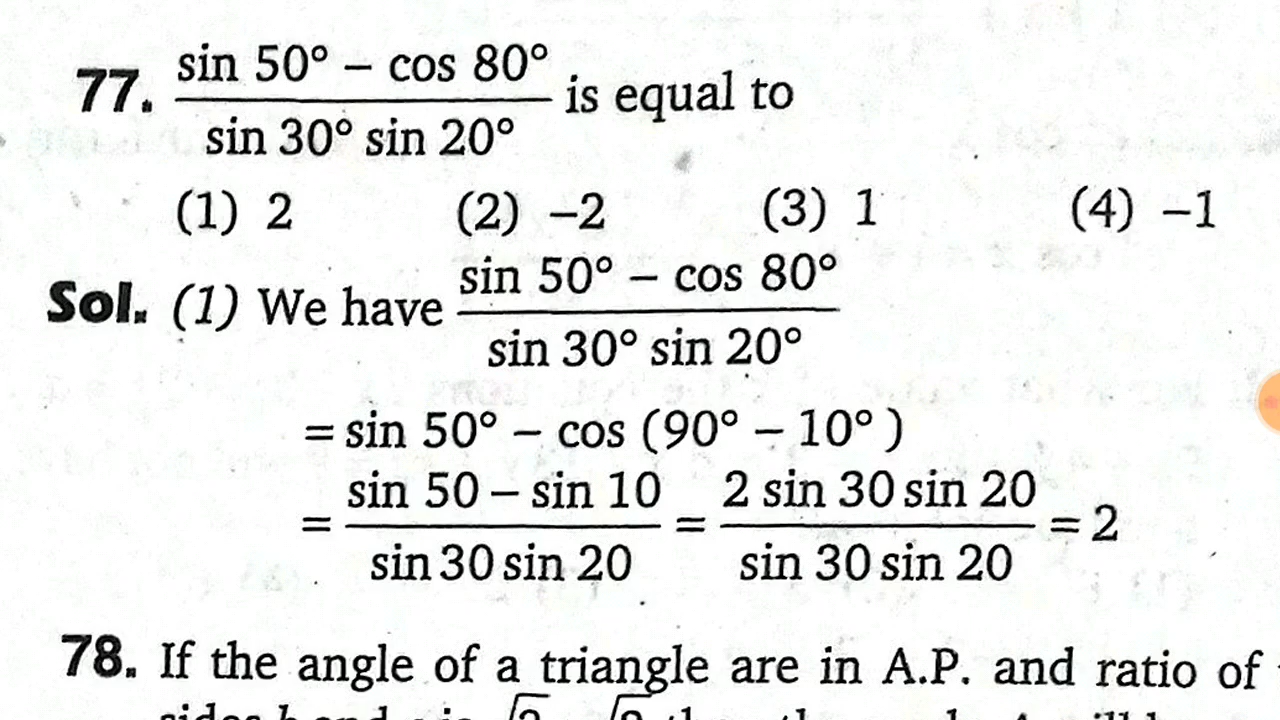 77. (sin 50° – cos 80°) / (sin 30° sin 20°) is equal to
(1) 2 (2) –2 (3) 1 (4) –1
Sol. (1) We have (sin 50° – cos 80°) / (sin 30° sin 20°)
= sin 50° – cos (90° – 10°)
= (sin 50 – sin 10) / (sin 30 sin 20) = (2 sin 30 sin 20) / (sin 30 sin 20) = 2
78. If the angle of a triangle are in A.P. and ratio of